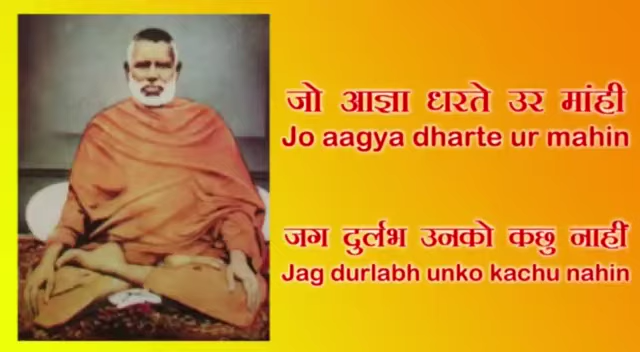 जो आज्ञा धरते उर मांही
Jo aagya dharte ur mahin
जग दुर्लभ उनको कछु नाहीं
Jag durlabh unko kachu nahin